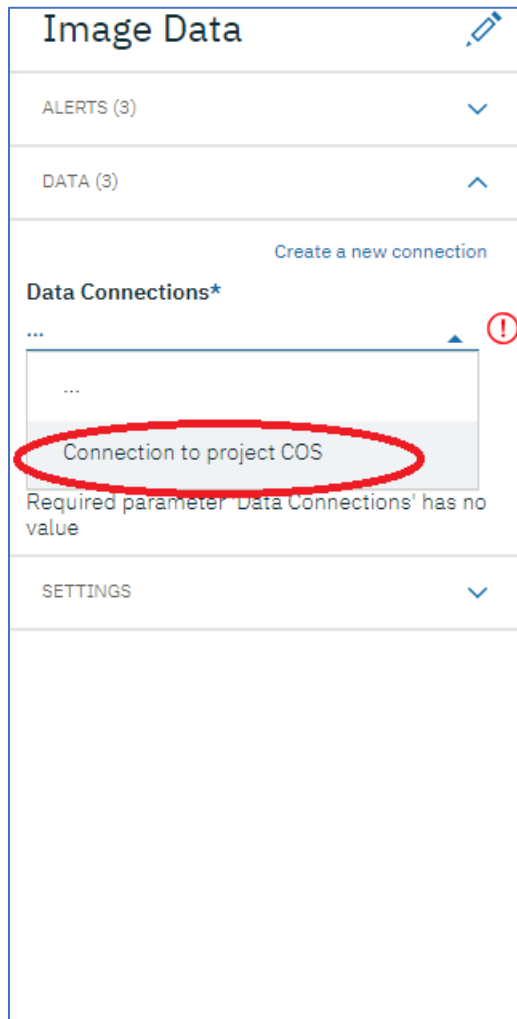 Image Data
ALERTS (3)
DATA (3)
Create a new connection
Data Connections*
...
...
Connection to project COS
Required parameter 'Data Connections' has no
value
SETTINGS